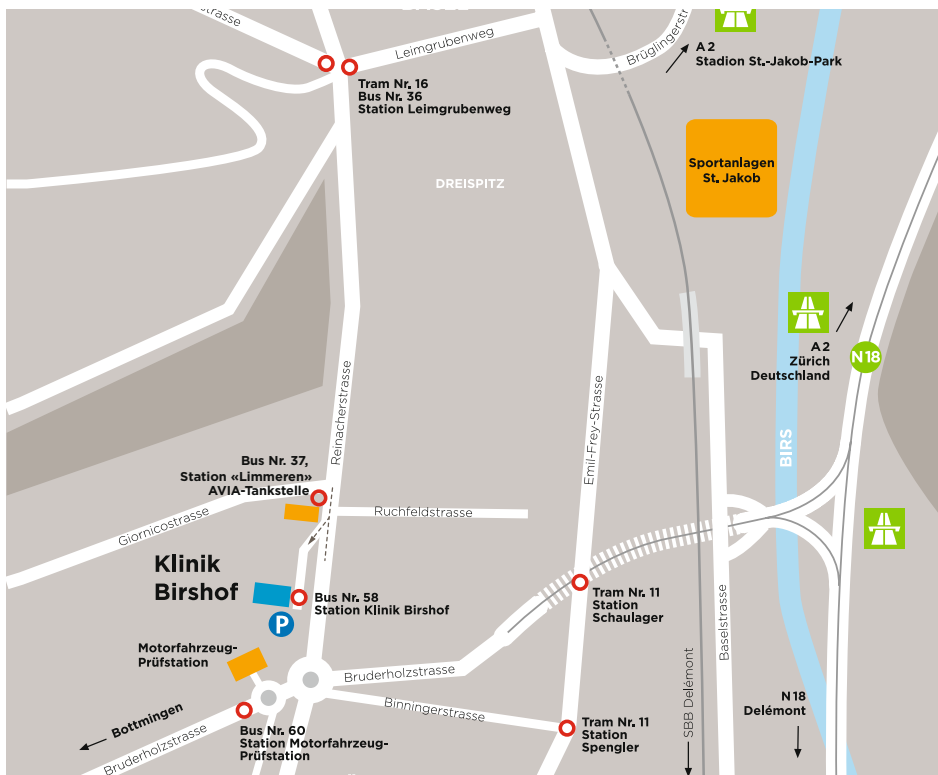 Leimgrubenweg
Brüglingerstr
A 2
Stadion St.-Jakob-Park
Tram Nr. 16
Bus Nr. 36
Station Leimgrubenweg
DREISPITZ
Sportanlagen
St. Jakob
A 2
Zürich
Deutschland
N 18
BIRS
Reinacherstrasse
Emil-Frey-Strasse
Bus Nr. 37,
Station «Limmeren»
AVIA-Tankstelle
Giornicostrasse
Ruchfeldstrasse
Klinik
Birshof
P
Bus Nr. 58
Station Klinik Birshof
Tram Nr. 11
Station
Schaulager
Baselstrasse
Motorfahrzeug-
Prüfstation
Bruderholzstrasse
Binningerstrasse
SBB Delémont
N 18
Delémont
Bottmingen
Bruderholzstrasse
Bus Nr. 60
Station Motorfahrzeug-
Prüfstation
Tram Nr. 11
Station
Spengler